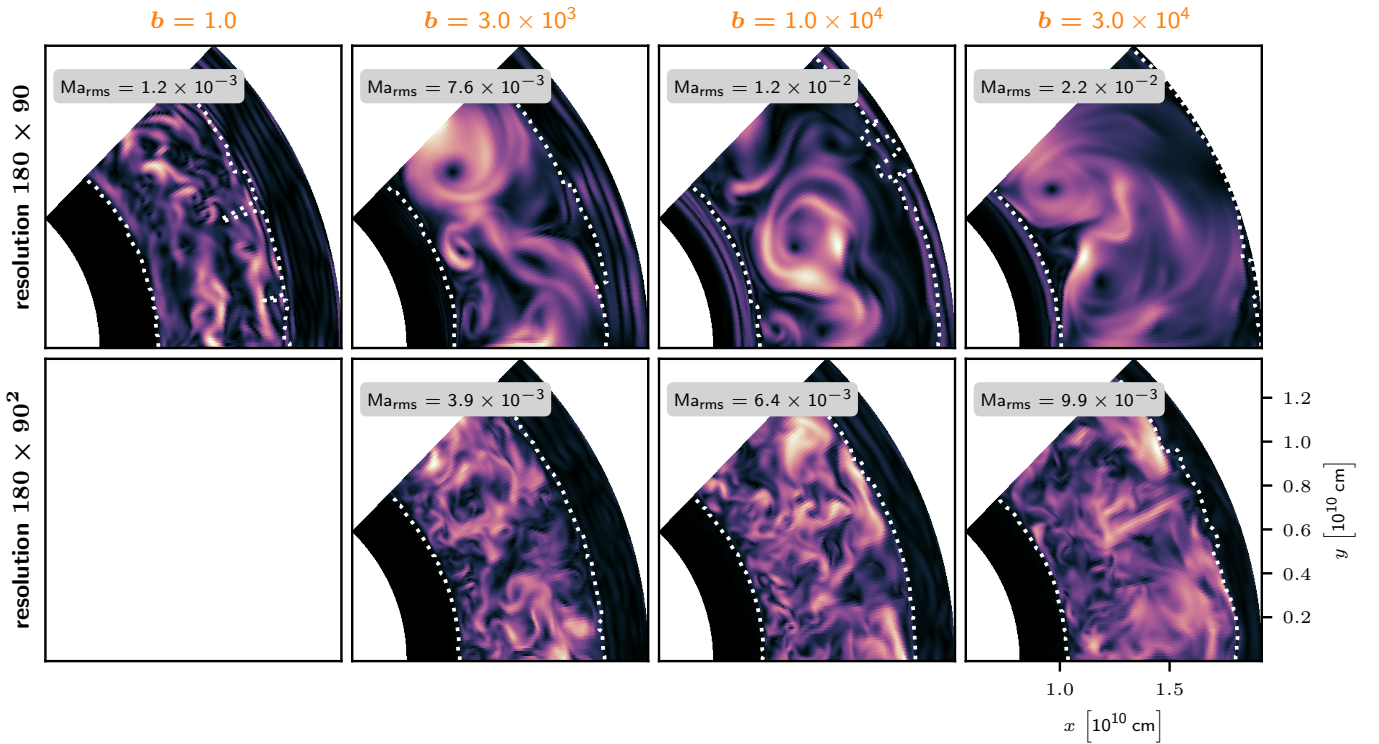 b = 1.0
b = 3.0 × 10³
b = 1.0 × 10⁴
b = 3.0 × 10⁴
resolution 180 × 90
Ma_rms = 1.2 × 10⁻³
Ma_rms = 7.6 × 10⁻³
Ma_rms = 1.2 × 10⁻²
Ma_rms = 2.2 × 10⁻²
resolution 180 × 90²
Ma_rms = 3.9 × 10⁻³
Ma_rms = 6.4 × 10⁻³
Ma_rms = 9.9 × 10⁻³
1.2
1.0
0.8
0.6
0.4
0.2
y [10¹⁰ cm]
1.0
1.5
x [10¹⁰ cm]